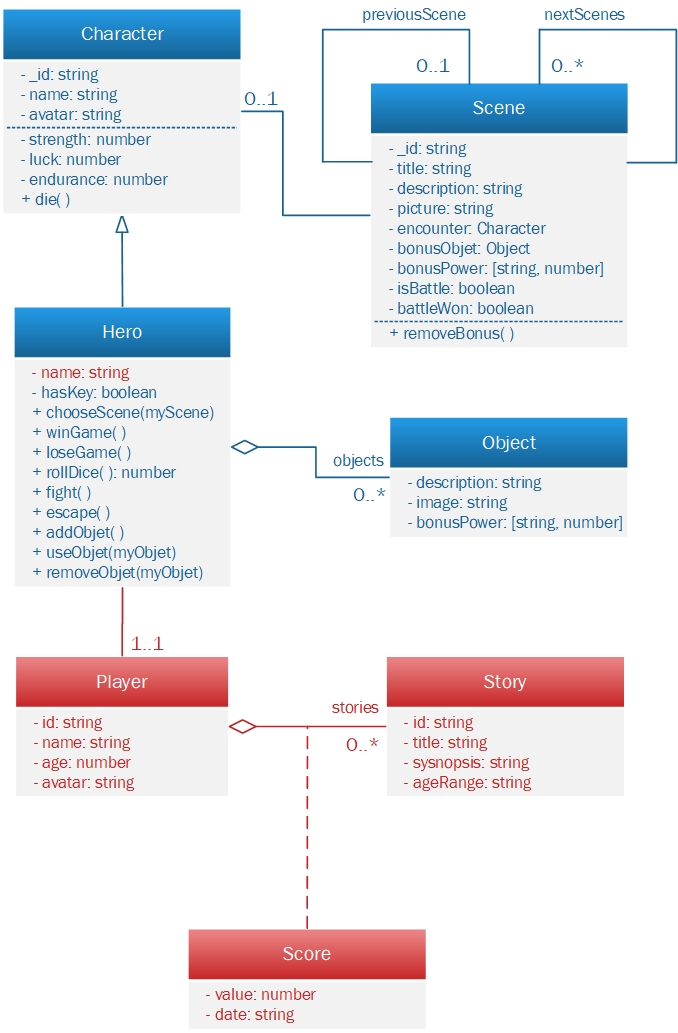 Character
- _id: string
- name: string
- avatar: string
- strength: number
- luck: number
- endurance: number
+ die( )
0..1
previousScene
nextScenes
0..1
0..*
Scene
- _id: string
- title: string
- description: string
- picture: string
- encounter: Character
- bonusObjet: Object
- bonusPower: [string, number]
- isBattle: boolean
- battleWon: boolean
+ removeBonus( )
Hero
- name: string
- hasKey: boolean
+ chooseScene(myScene)
+ winGame( )
+ loseGame( )
+ rollDice( ): number
+ fight( )
+ escape( )
+ addObjet( )
+ useObjet(myObjet)
+ removeObjet(myObjet)
objects
0..*
Object
- description: string
- image: string
- bonusPower: [string, number]
1..1
Player
- id: string
- name: string
- age: number
- avatar: string
stories
0..*
Story
- id: string
- title: string
- sysnopsis: string
- ageRange: string
Score
- value: number
- date: string